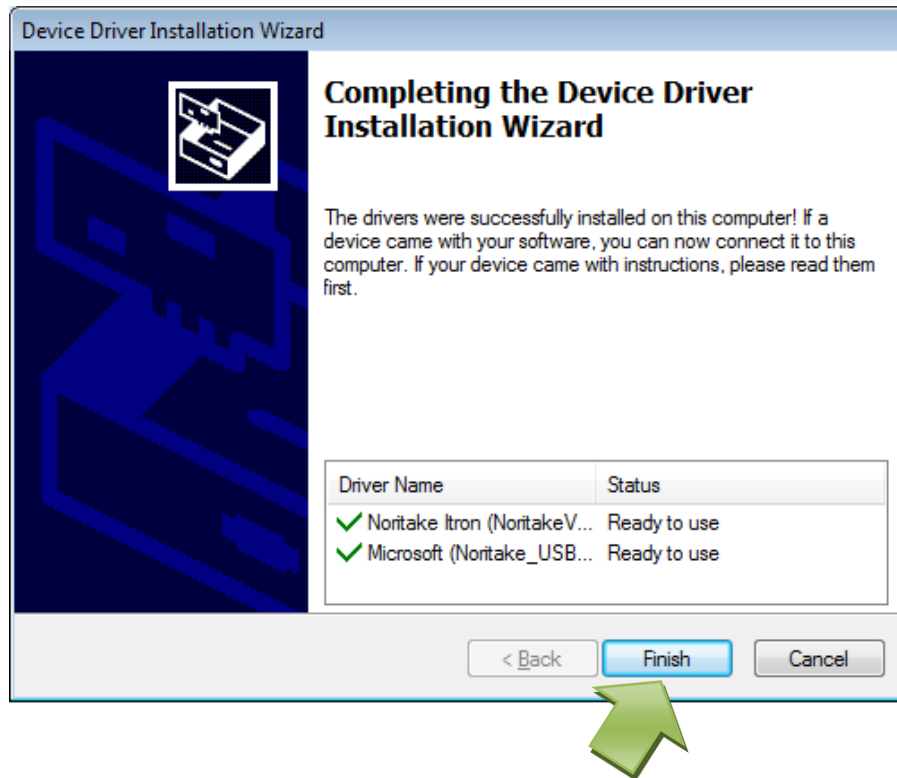 Device Driver Installation Wizard
Completing the Device Driver
Installation Wizard
The drivers were successfully installed on this computer! If a
device came with your software, you can now connect it to this
computer. If your device came with instructions, please read them
first.
Driver Name Status
Noritake Itron (NoritakeV... Ready to use
Microsoft (Noritake_USB... Ready to use
< Back Finish Cancel